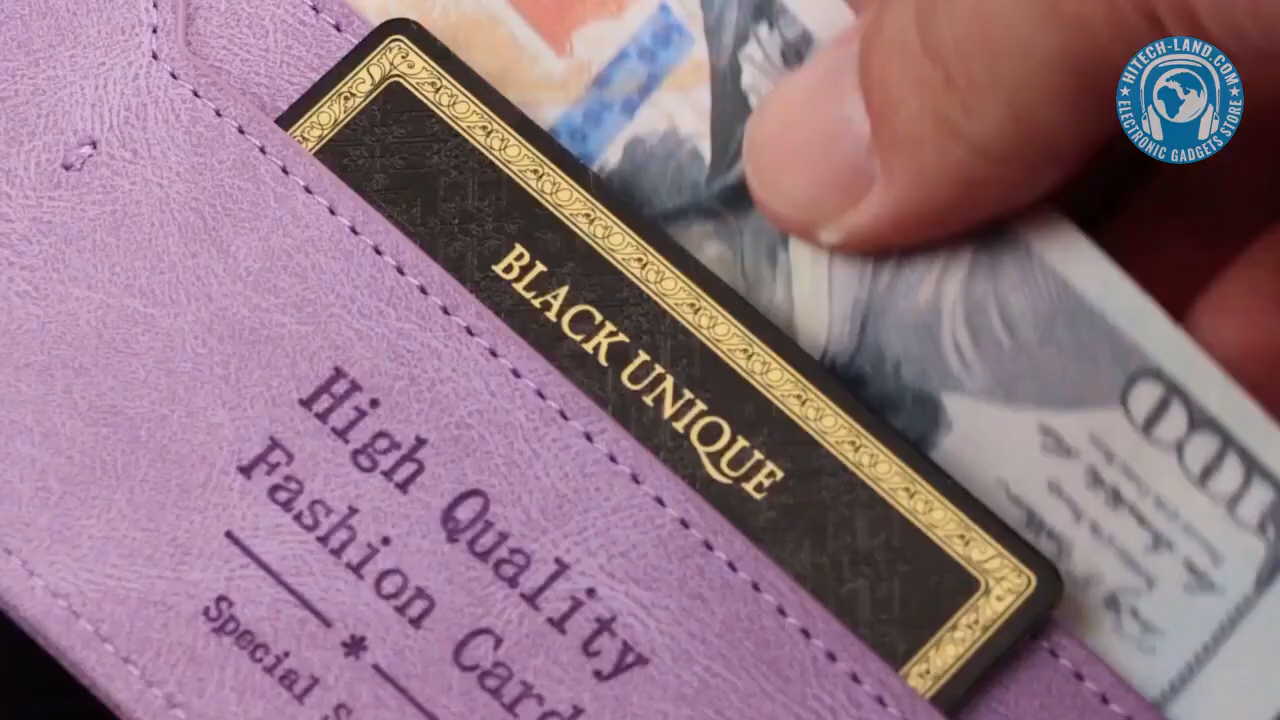 HITECH-LAND.COM
ELECTRONIC GADGETS STORE
BLACK UNIQUE
High Quality
Fashion Card
Special